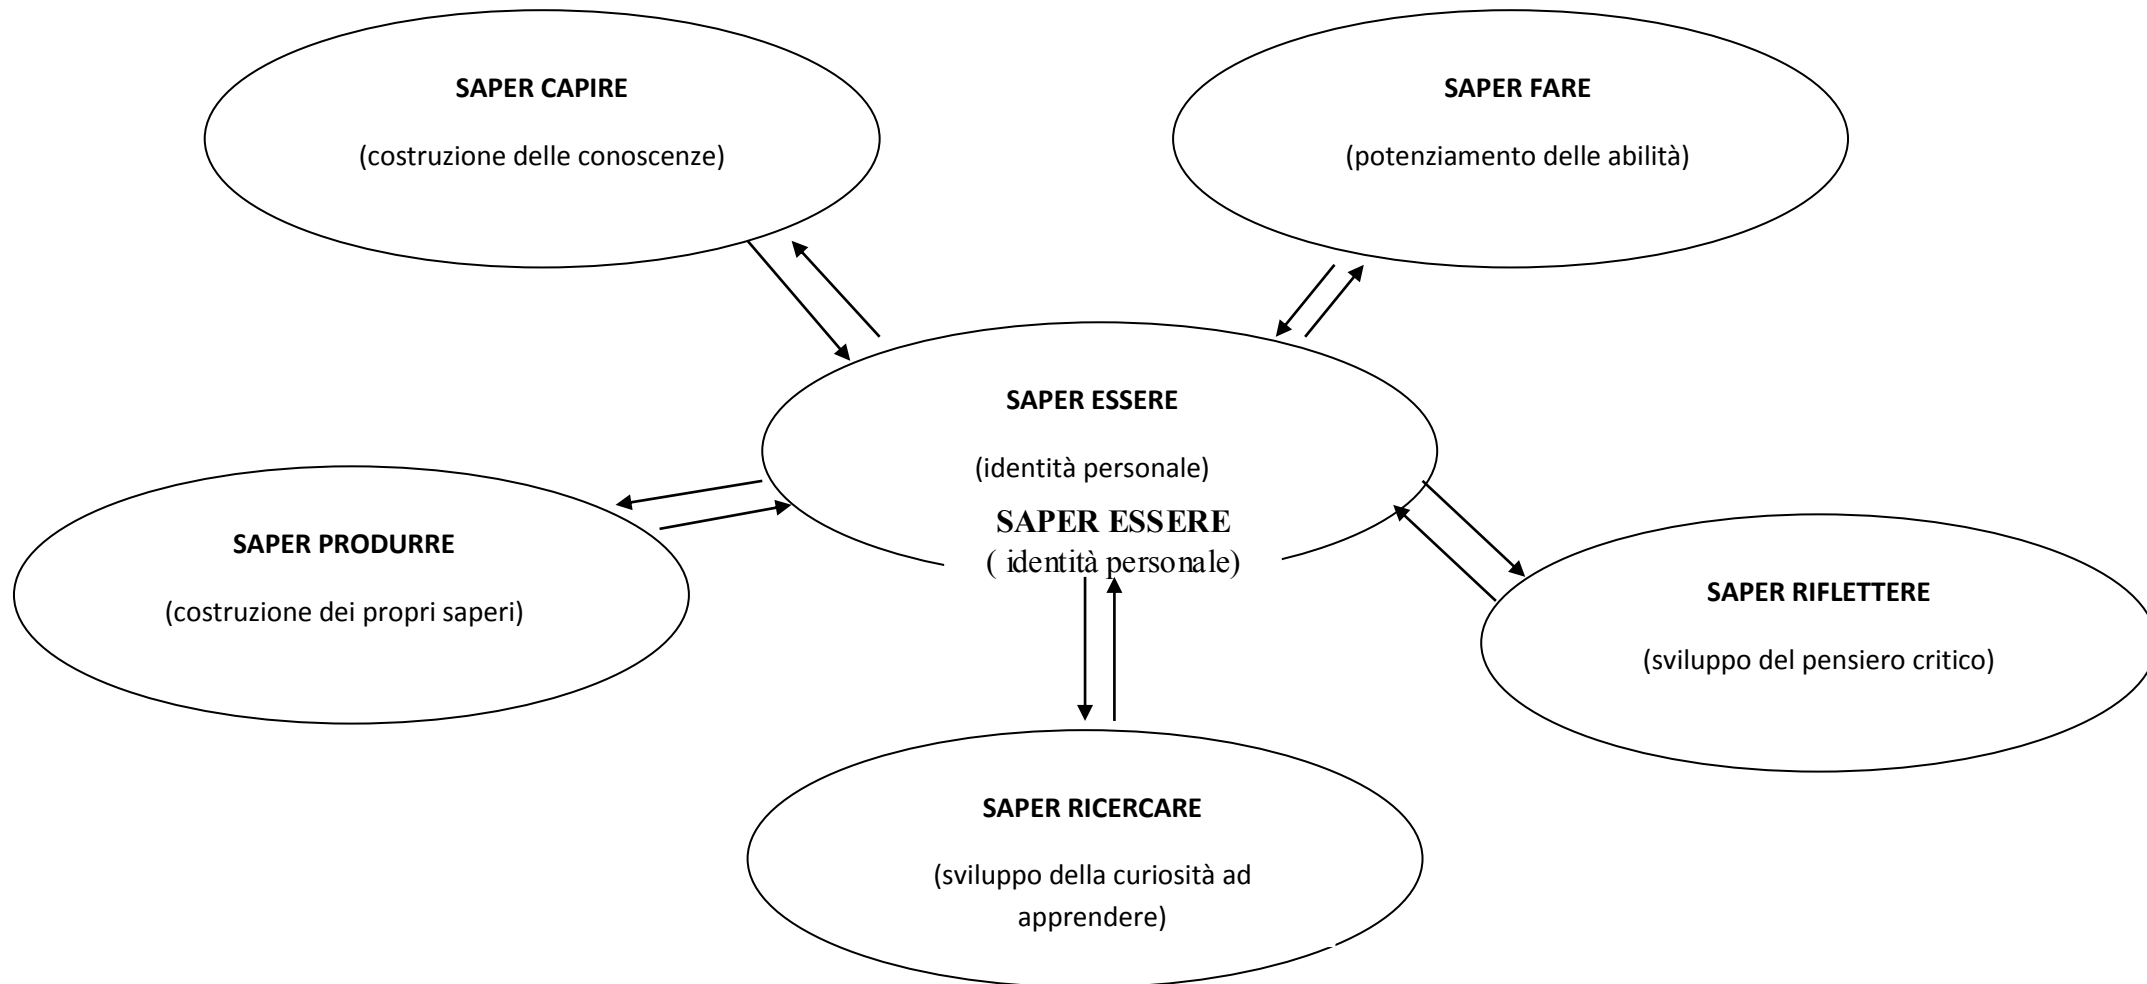 SAPER CAPIRE
(costruzione delle conoscenze)
SAPER FARE
(potenziamento delle abilità)
SAPER ESSERE
(identità personale)
SAPER ESSERE
( identità personale)
SAPER PRODURRE
(costruzione dei propri saperi)
SAPER RIFLETTERE
(sviluppo del pensiero critico)
SAPER RICERCARE
(sviluppo della curiosità ad
apprendere)